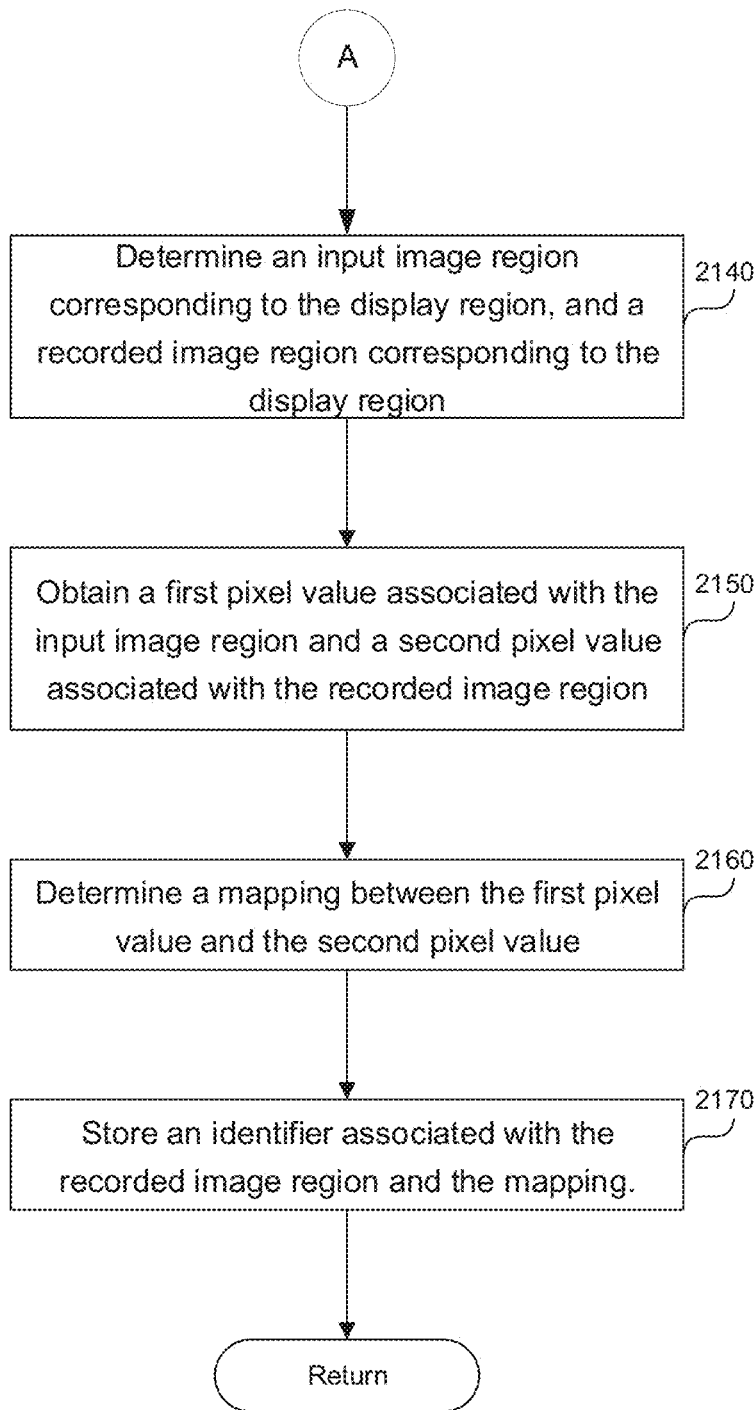 A
Determine an input image region
corresponding to the display region, and a
recorded image region corresponding to the
display region
2140
Obtain a first pixel value associated with the
input image region and a second pixel value
associated with the recorded image region
2150
Determine a mapping between the first pixel
value and the second pixel value
2160
Store an identifier associated with the
recorded image region and the mapping.
2170
Return